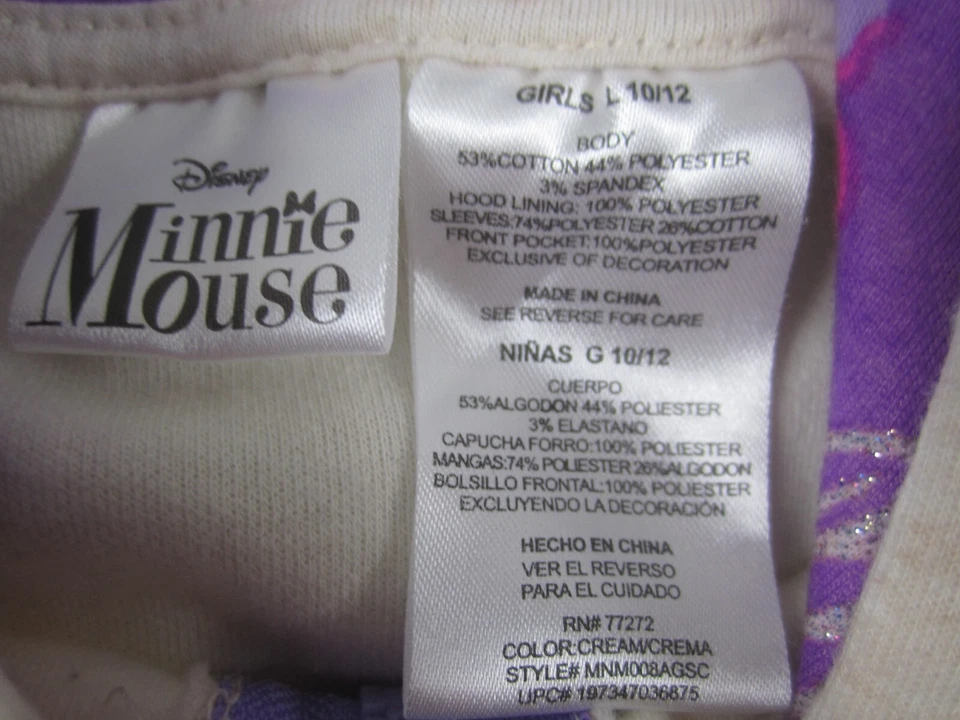 Disney
Minnie
Mouse
GIRLS L 10/12
BODY
53%COTTON 44% POLYESTER
3% SPANDEX
HOOD LINING: 100% POLYESTER
SLEEVES:74%POLYESTER 26%COTTON
FRONT POCKET:100%POLYESTER
EXCLUSIVE OF DECORATION
MADE IN CHINA
SEE REVERSE FOR CARE
NIÑAS G 10/12
CUERPO
53%ALGODON 44% POLIESTER
3% ELASTANO
CAPUCHA FORRO:100% POLIESTER
MANGAS:74% POLIESTER 26%ALGODON
BOLSILLO FRONTAL:100% POLIESTER
EXCLUYENDO LA DECORACIÓN
HECHO EN CHINA
VER EL REVERSO
PARA EL CUIDADO
RN# 77272
COLOR:CREAM/CREMA
STYLE# MNM008AGSC
UPC# 197347036875